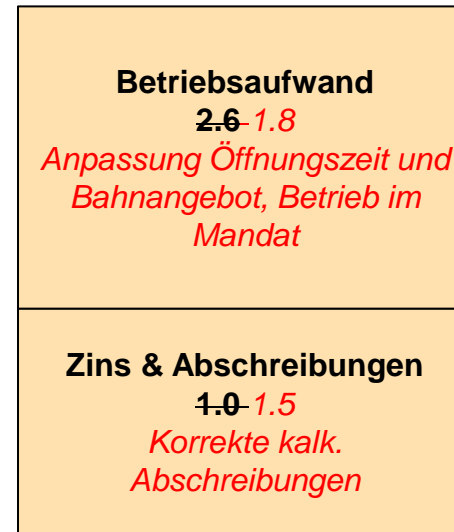 Betriebsaufwand
2.6 1.8
Anpassung Öffnungszeit und
Bahnangebot, Betrieb im
Mandat
Zins & Abschreibungen
1.0 1.5
Korrekte kalk.
Abschreibungen